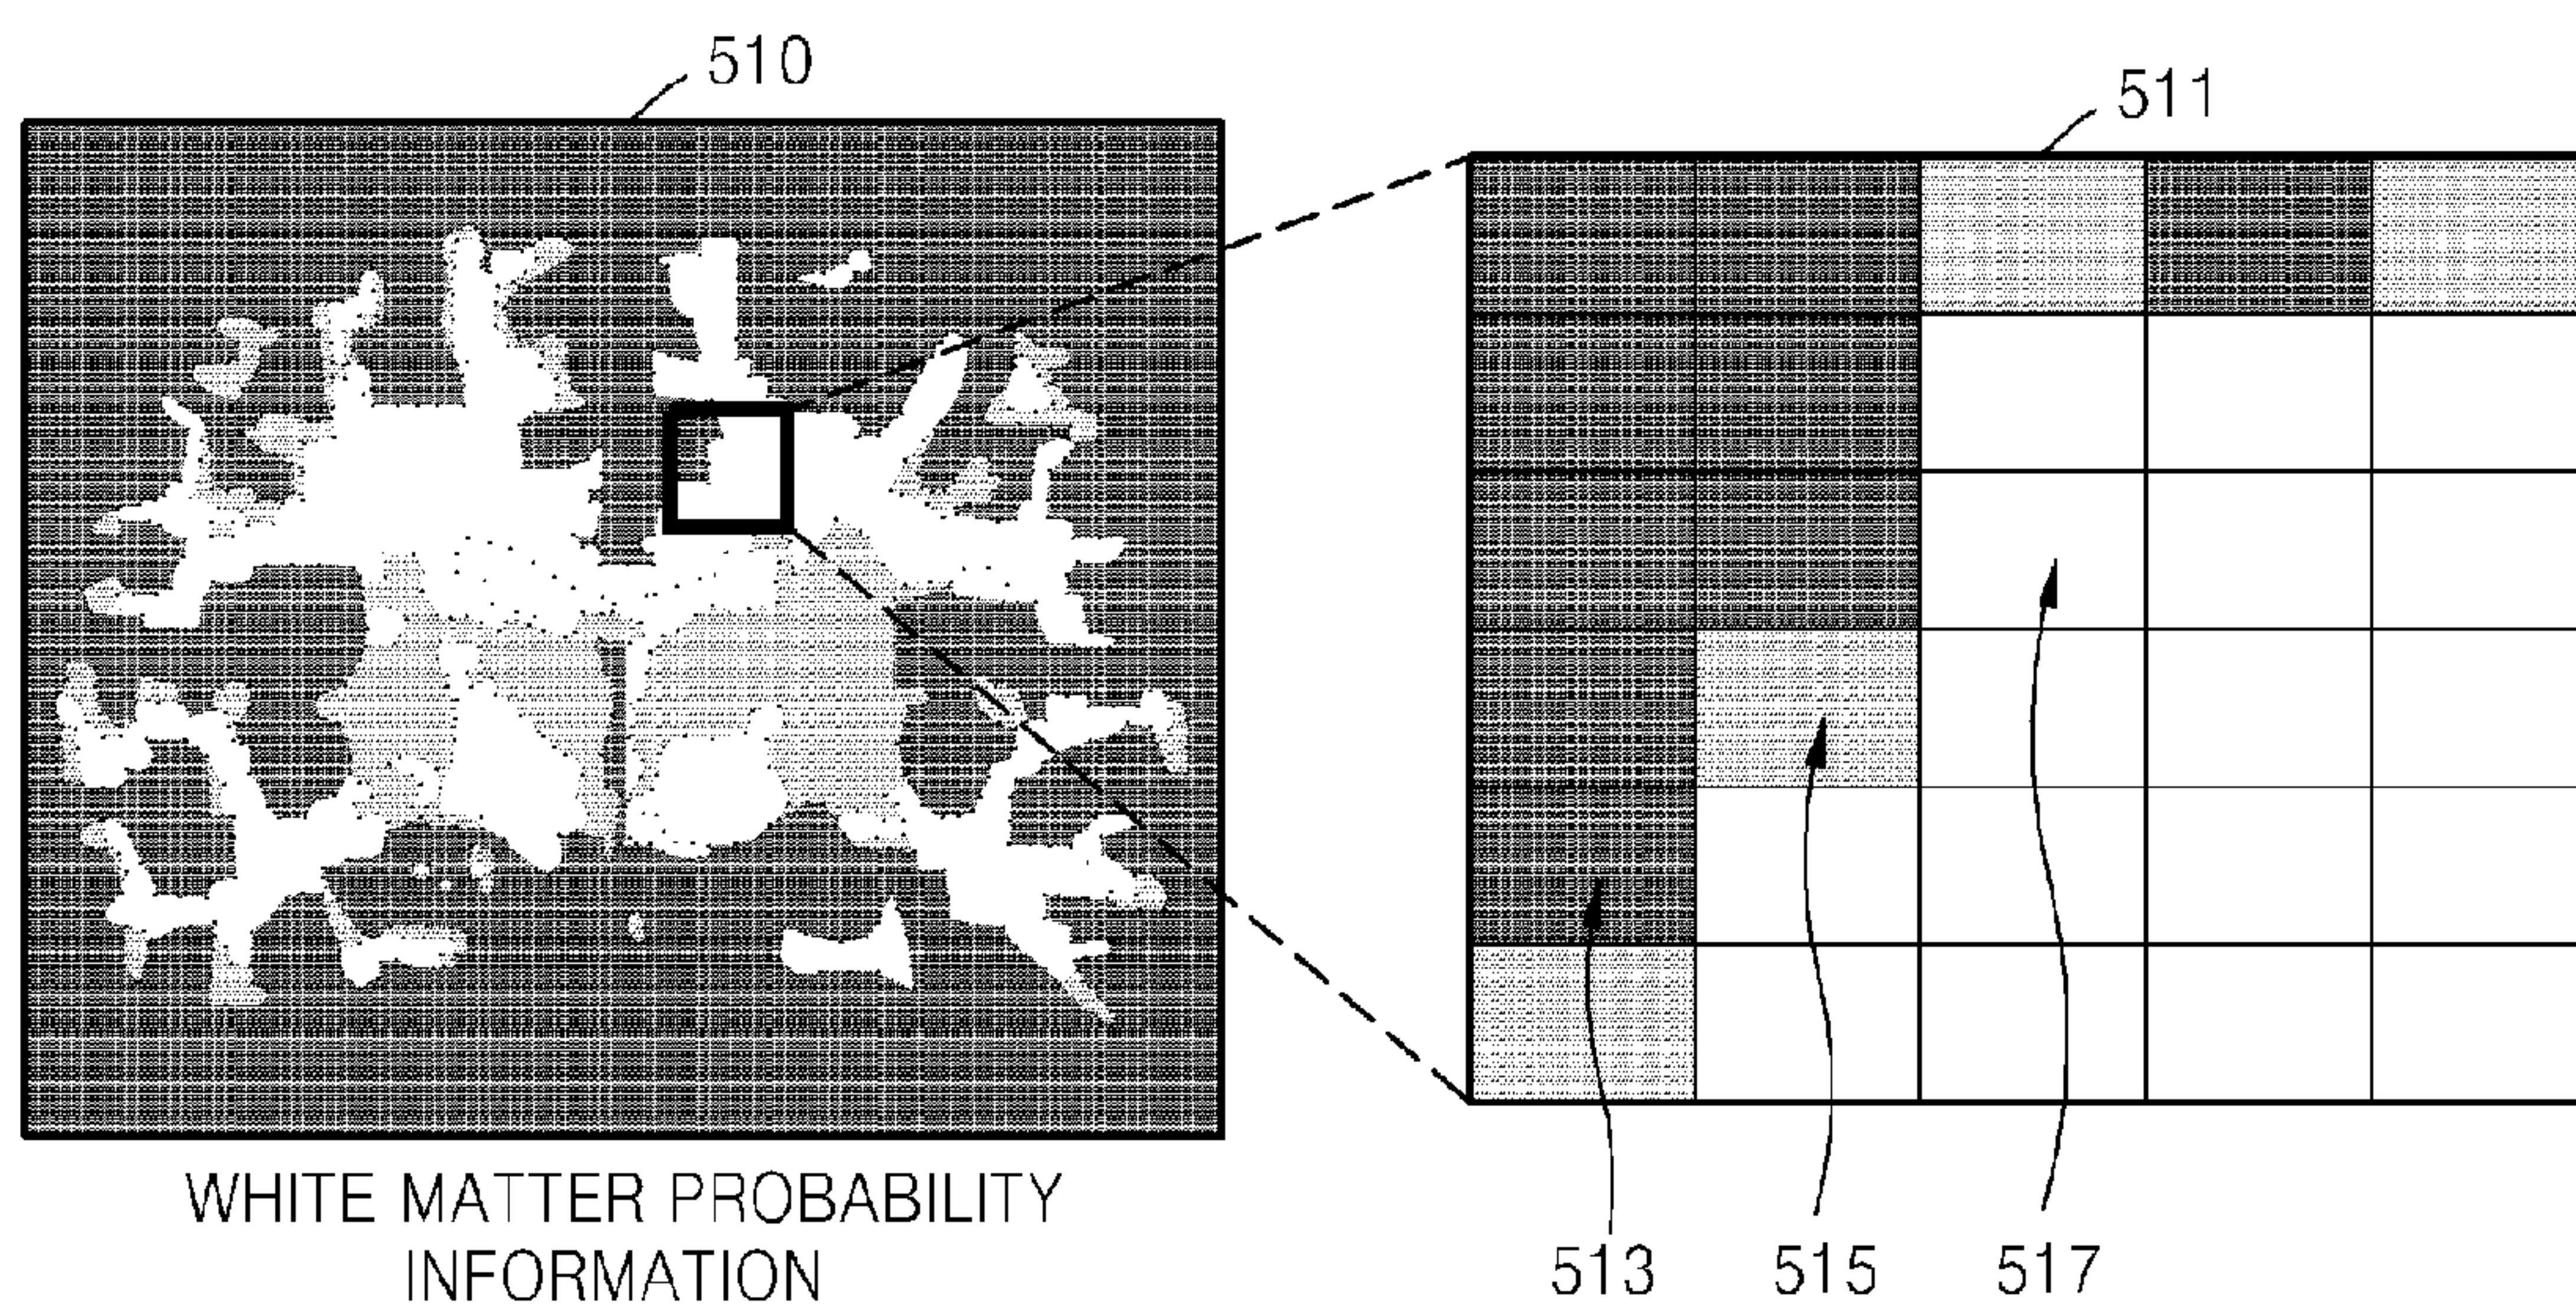 510
511
WHITE MATTER PROBABILITY
INFORMATION
513 515 517